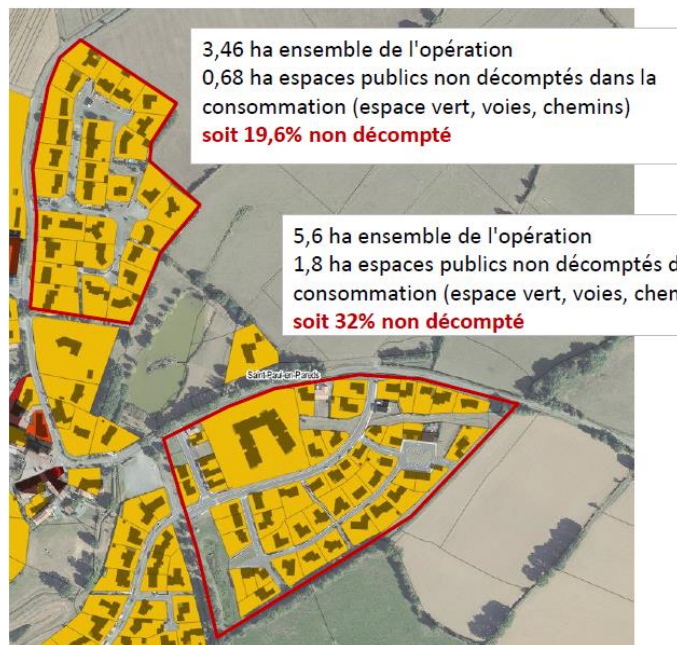 3,46 ha ensemble de l'opération
0,68 ha espaces publics non décomptés dans la
consommation (espace vert, voies, chemins)
soit 19,6% non décompté
5,6 ha ensemble de l'opération
1,8 ha espaces publics non décomptés d
consommation (espace vert, voies, chem
soit 32% non décompté
Saint-Paul-en-Pareds